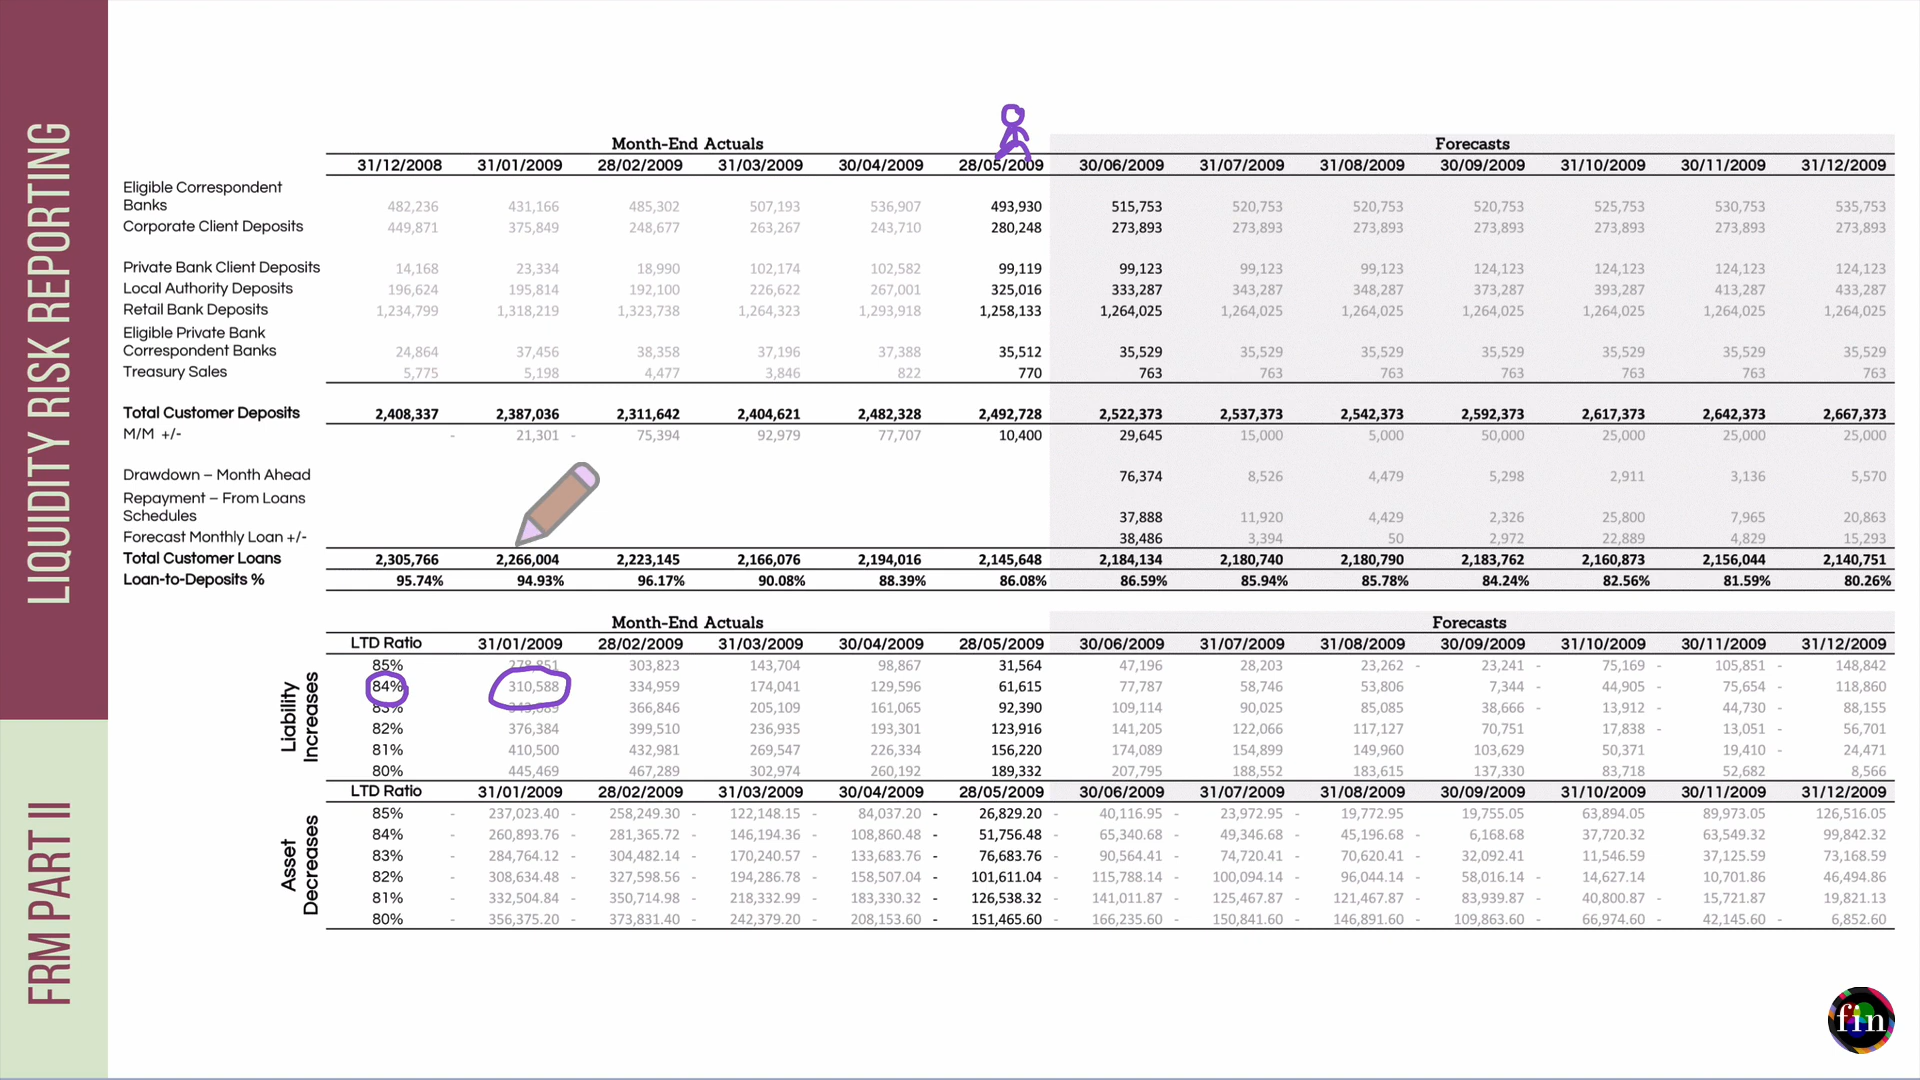 LIQUIDITY RISK REPORTING
FRM PART II
Month-End Actuals Forecasts
31/12/2008 31/01/2009 28/02/2009 31/03/2009 30/04/2009 28/05/2009 30/06/2009 31/07/2009 31/08/2009 30/09/2009 31/10/2009 30/11/2009 31/12/2009
Eligible Correspondent
Banks 482,236 431,166 485,302 507,193 536,907 493,930 515,753 520,753 520,753 520,753 525,753 530,753 535,753
Corporate Client Deposits 449,871 375,849 248,677 263,267 243,710 280,248 273,893 273,893 273,893 273,893 273,893 273,893 273,893
Private Bank Client Deposits 14,168 23,334 18,990 102,174 102,582 99,119 99,123 99,123 99,123 124,123 124,123 124,123 124,123
Local Authority Deposits 196,624 195,814 192,100 226,622 267,001 325,016 333,287 343,287 348,287 373,287 393,287 413,287 433,287
Retail Bank Deposits 1,234,799 1,318,219 1,323,738 1,264,323 1,293,918 1,258,133 1,264,025 1,264,025 1,264,025 1,264,025 1,264,025 1,264,025 1,264,025
Eligible Private Bank
Correspondent Banks 24,864 37,456 38,358 37,196 37,388 35,512 35,529 35,529 35,529 35,529 35,529 35,529 35,529
Treasury Sales 5,775 5,198 4,477 3,846 822 770 763 763 763 763 763 763 763
Total Customer Deposits 2,408,337 2,387,036 2,311,642 2,404,621 2,482,328 2,492,728 2,522,373 2,537,373 2,542,373 2,592,373 2,617,373 2,642,373 2,667,373
M/M +/- - 21,301 - 75,394 92,979 77,707 10,400 29,645 15,000 5,000 50,000 25,000 25,000 25,000
Drawdown – Month Ahead 76,374 8,526 4,479 5,298 2,911 3,136 5,570
Repayment – From Loans
Schedules 37,888 11,920 4,429 2,326 25,800 7,965 20,863
Forecast Monthly Loan +/- 38,486 3,394 50 2,972 22,889 4,829 15,293
Total Customer Loans 2,305,766 2,266,004 2,223,145 2,166,076 2,194,016 2,145,648 2,184,134 2,180,740 2,180,790 2,183,762 2,160,873 2,156,044 2,140,751
Loan-to-Deposits % 95.74% 94.93% 96.17% 90.08% 88.39% 86.08% 86.59% 85.94% 85.78% 84.24% 82.56% 81.59% 80.26%
Month-End Actuals Forecasts
LTD Ratio 31/01/2009 28/02/2009 31/03/2009 30/04/2009 28/05/2009 30/06/2009 31/07/2009 31/08/2009 30/09/2009 31/10/2009 30/11/2009 31/12/2009
Liability
Increases
85% 278,851 303,823 143,704 98,867 31,564 47,196 28,203 23,262 - 23,241 - 75,169 - 105,851 - 148,842
84% 310,588 334,959 174,041 129,596 61,615 77,787 58,746 53,806 7,344 - 44,905 - 75,654 - 118,860
83% 366,846 205,109 161,065 92,390 109,114 90,025 85,085 38,666 - 13,912 - 44,730 - 88,155
82% 376,384 399,510 236,935 193,301 123,916 141,205 122,066 117,127 70,751 17,838 - 13,051 - 56,701
81% 410,500 432,981 269,547 226,334 156,220 174,089 154,899 149,960 103,629 50,371 19,410 - 24,471
80% 445,469 467,289 302,974 260,192 189,332 207,795 188,552 183,615 137,330 83,718 52,682 8,566
LTD Ratio 31/01/2009 28/02/2009 31/03/2009 30/04/2009 28/05/2009 30/06/2009 31/07/2009 31/08/2009 30/09/2009 31/10/2009 30/11/2009 31/12/2009
Asset
Decreases
85% - 237,023.40 - 258,249.30 - 122,148.15 - 84,037.20 - 26,829.20 - 40,116.95 - 23,972.95 - 19,772.95 19,755.05 63,894.05 89,973.05 126,516.05
84% - 260,893.76 - 281,365.72 - 146,194.36 - 108,860.48 - 51,756.48 - 65,340.68 - 49,346.68 - 45,196.68 - 6,168.68 37,720.32 63,549.32 99,842.32
83% - 284,764.12 - 304,482.14 - 170,240.57 - 133,683.76 - 76,683.76 - 90,564.41 - 74,720.41 - 70,620.41 - 32,092.41 11,546.59 37,125.59 73,168.59
82% - 308,634.48 - 327,598.56 - 194,286.78 - 158,507.04 - 101,611.04 - 115,788.14 - 100,094.14 - 96,044.14 - 58,016.14 - 14,627.14 10,701.86 46,494.86
81% - 332,504.84 - 350,714.98 - 218,332.99 - 183,330.32 - 126,538.32 - 141,011.87 - 125,467.87 - 121,467.87 - 83,939.87 - 40,800.87 - 15,721.87 19,821.13
80% - 356,375.20 - 373,831.40 - 242,379.20 - 208,153.60 - 151,465.60 - 166,235.60 - 150,841.60 - 146,891.60 - 109,863.60 - 66,974.60 - 42,145.60 - 6,852.60
fin